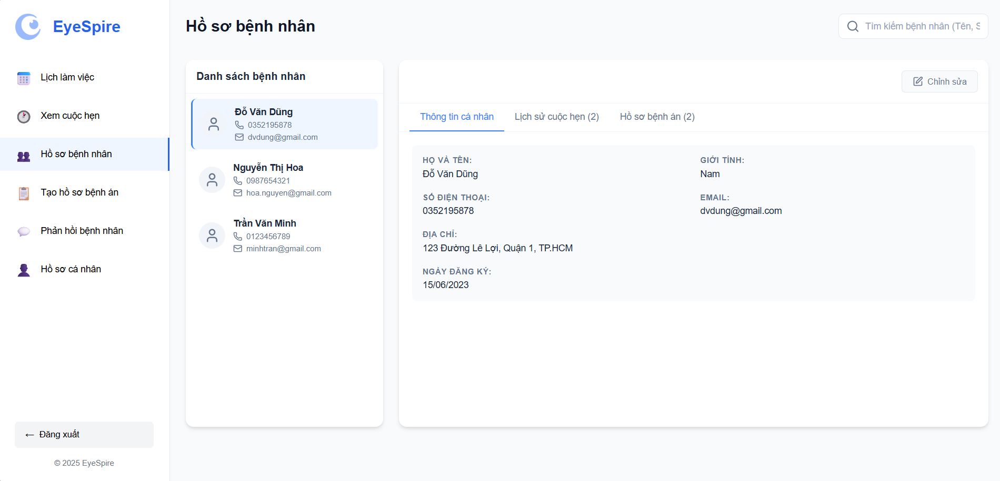 EyeSpire
Lịch làm việc
Xem cuộc hẹn
Hồ sơ bệnh nhân
Tạo hồ sơ bệnh án
Phản hồi bệnh nhân
Hồ sơ cá nhân
← Đăng xuất
© 2025 EyeSpire
Hồ sơ bệnh nhân
Tìm kiếm bệnh nhân (Tên, S
Danh sách bệnh nhân
Đỗ Văn Dũng
0352195878
dvdung@gmail.com
Nguyễn Thị Hoa
0987654321
hoa.nguyen@gmail.com
Trần Văn Minh
0123456789
minhtran@gmail.com
Chỉnh sửa
Thông tin cá nhân
Lịch sử cuộc hẹn (2)
Hồ sơ bệnh án (2)
HỌ VÀ TÊN:
Đỗ Văn Dũng
GIỚI TÍNH:
Nam
SỐ ĐIỆN THOẠI:
0352195878
EMAIL:
dvdung@gmail.com
ĐỊA CHỈ:
123 Đường Lê Lợi, Quận 1, TP.HCM
NGÀY ĐĂNG KÝ:
15/06/2023